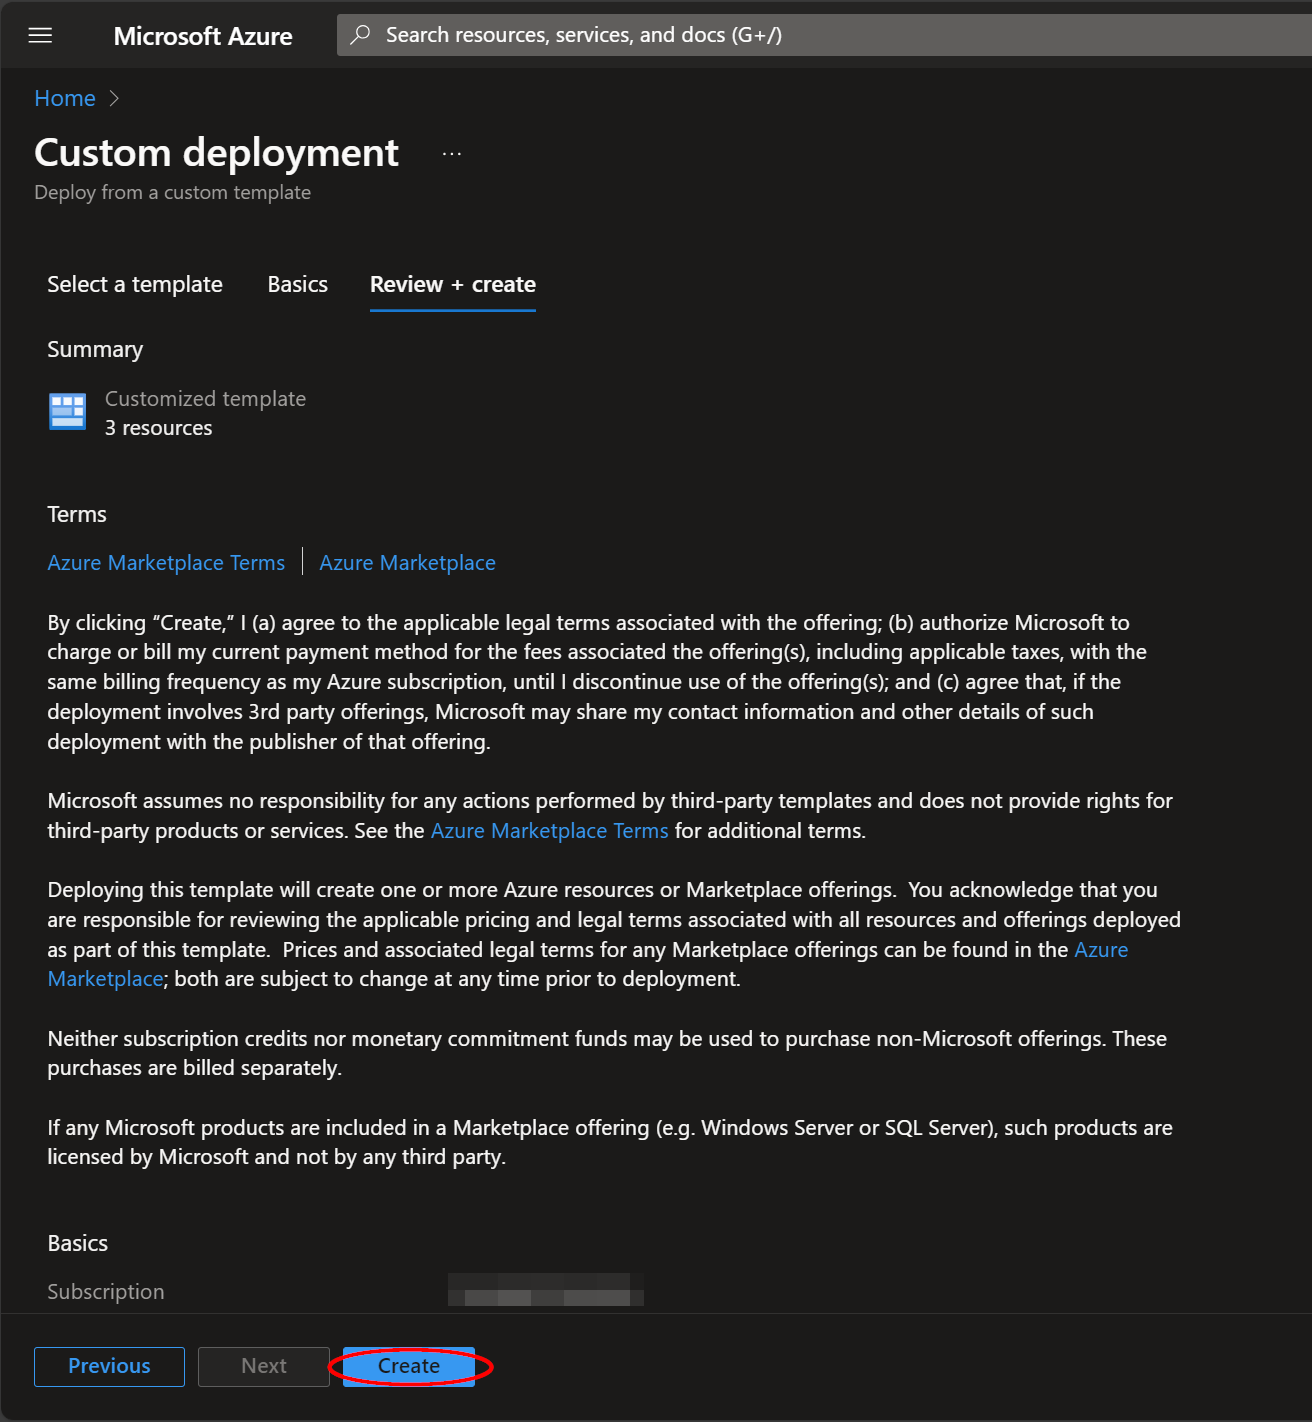 Microsoft Azure
Search resources, services, and docs (G+/)
Home
Custom deployment
Deploy from a custom template
Select a template Basics Review + create
Summary
Customized template
3 resources
Terms
Azure Marketplace Terms Azure Marketplace
By clicking “Create,” I (a) agree to the applicable legal terms associated with the offering; (b) authorize Microsoft to
charge or bill my current payment method for the fees associated the offering(s), including applicable taxes, with the
same billing frequency as my Azure subscription, until I discontinue use of the offering(s); and (c) agree that, if the
deployment involves 3rd party offerings, Microsoft may share my contact information and other details of such
deployment with the publisher of that offering.
Microsoft assumes no responsibility for any actions performed by third-party templates and does not provide rights for
third-party products or services. See the Azure Marketplace Terms for additional terms.
Deploying this template will create one or more Azure resources or Marketplace offerings.  You acknowledge that you
are responsible for reviewing the applicable pricing and legal terms associated with all resources and offerings deployed
as part of this template.  Prices and associated legal terms for any Marketplace offerings can be found in the Azure
Marketplace; both are subject to change at any time prior to deployment.
Neither subscription credits nor monetary commitment funds may be used to purchase non-Microsoft offerings. These
purchases are billed separately.
If any Microsoft products are included in a Marketplace offering (e.g. Windows Server or SQL Server), such products are
licensed by Microsoft and not by any third party.
Basics
Subscription
Previous Next Create